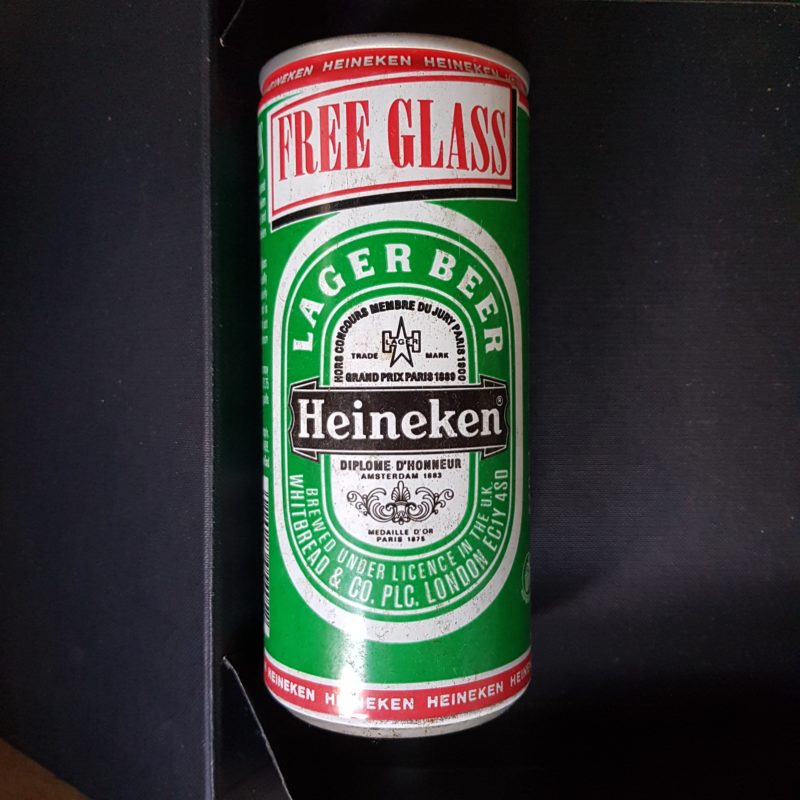 HEINEKEN HEINEKEN HEINEKEN
FREE GLASS
LAGER BEER
HORS CONCOURS MEMBRE DU JURY PARIS 1900
LAGER
TRADE MARK
GRAND PRIX PARIS 1889
Heineken®
DIPLOME D'HONNEUR
AMSTERDAM 1883
MEDAILLE D'OR
PARIS 1875
BREWED UNDER LICENCE IN THE U.K.
WHITBREAD & CO. PLC. LONDON EC1Y 4SD
HEINEKEN HEINEKEN HEINEKEN HEINEKEN